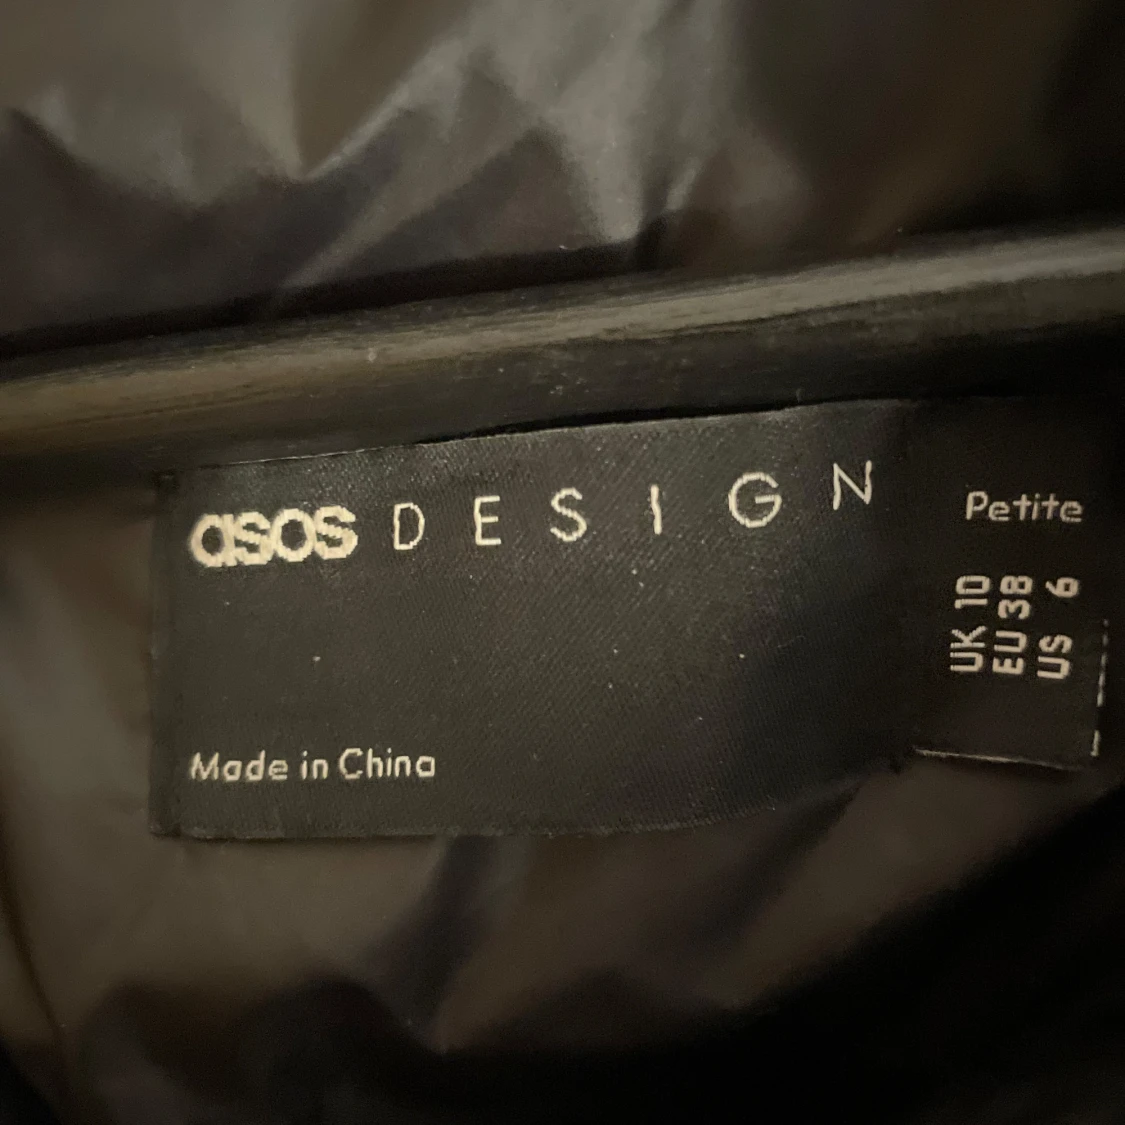 asos DESIGN
Made in China
Petite
UK 10
EU 38
US 6